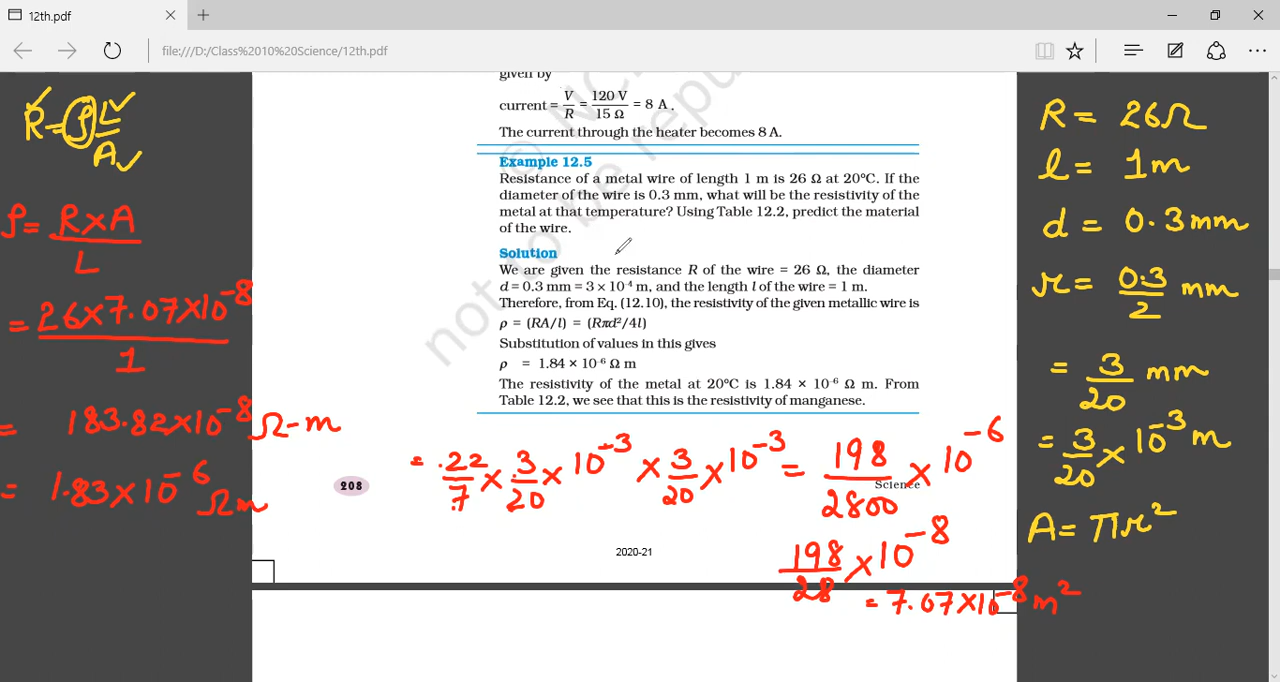 12th.pdf
file:///D:/Class%2010%20Science/12th.pdf
given by
current = V/R = 120 V/15 Ω = 8 A.
The current through the heater becomes 8 A.
Example 12.5
Resistance of a metal wire of length 1 m is 26 Ω at 20°C. If the
diameter of the wire is 0.3 mm, what will be the resistivity of the
metal at that temperature? Using Table 12.2, predict the material
of the wire.
Solution
We are given the resistance R of the wire = 26 Ω, the diameter
d = 0.3 mm = 3 × 10⁻⁴ m, and the length l of the wire = 1 m.
Therefore, from Eq. (12.10), the resistivity of the given metallic wire is
ρ = (RA/l) = (Rπd²/4l)
Substitution of values in this gives
ρ = 1.84 × 10⁻⁶ Ω m
The resistivity of the metal at 20°C is 1.84 × 10⁻⁶ Ω m. From
Table 12.2, we see that this is the resistivity of manganese.
208
Science
2020-21
not to be repu
R = ρ L/A
ρ = R×A/L
= 26×7.07×10⁻⁸/1
= 183.82×10⁻⁸ Ω-m
= 1.83×10⁻⁶ Ωm
R = 26Ω
l = 1m
d = 0.3mm
r = 0.3/2 mm
= 3/20 mm
= 3/20 × 10⁻³ m
A = πr²
= 22/7 × 3/20 × 10⁻³ × 3/20 × 10⁻³ = 198/2800 × 10⁻⁶
198/28 × 10⁻⁸
= 7.07×10⁻⁸ m²